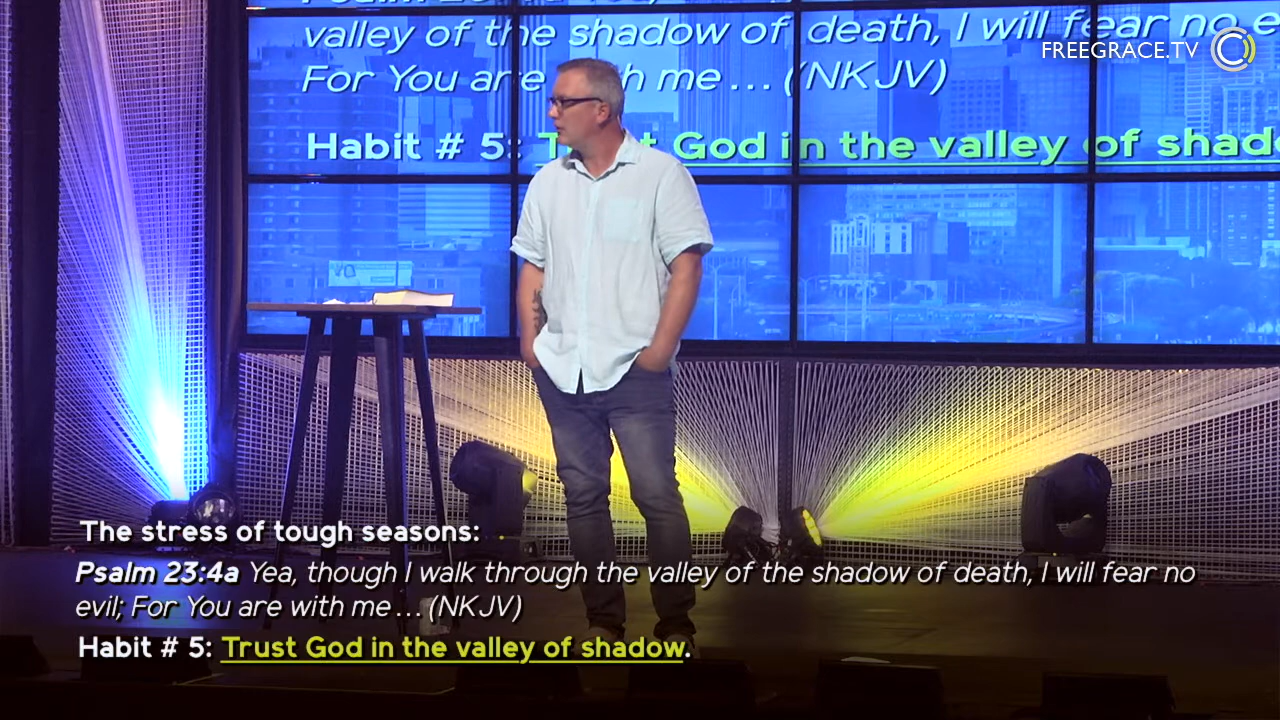 valley of the shadow of death, I will fear no e
FREEGRACE.TV
For You are th me ... (NKJV)
Habit # 5: T st God in the valley of shad
VO
The stress of tough seasons:
Psalm 23:4a Yea, though I walk through the valley of the shadow of death, I will fear no
evil; For You are with me ... (NKJV)
Habit # 5: Trust God in the valley of shadow.